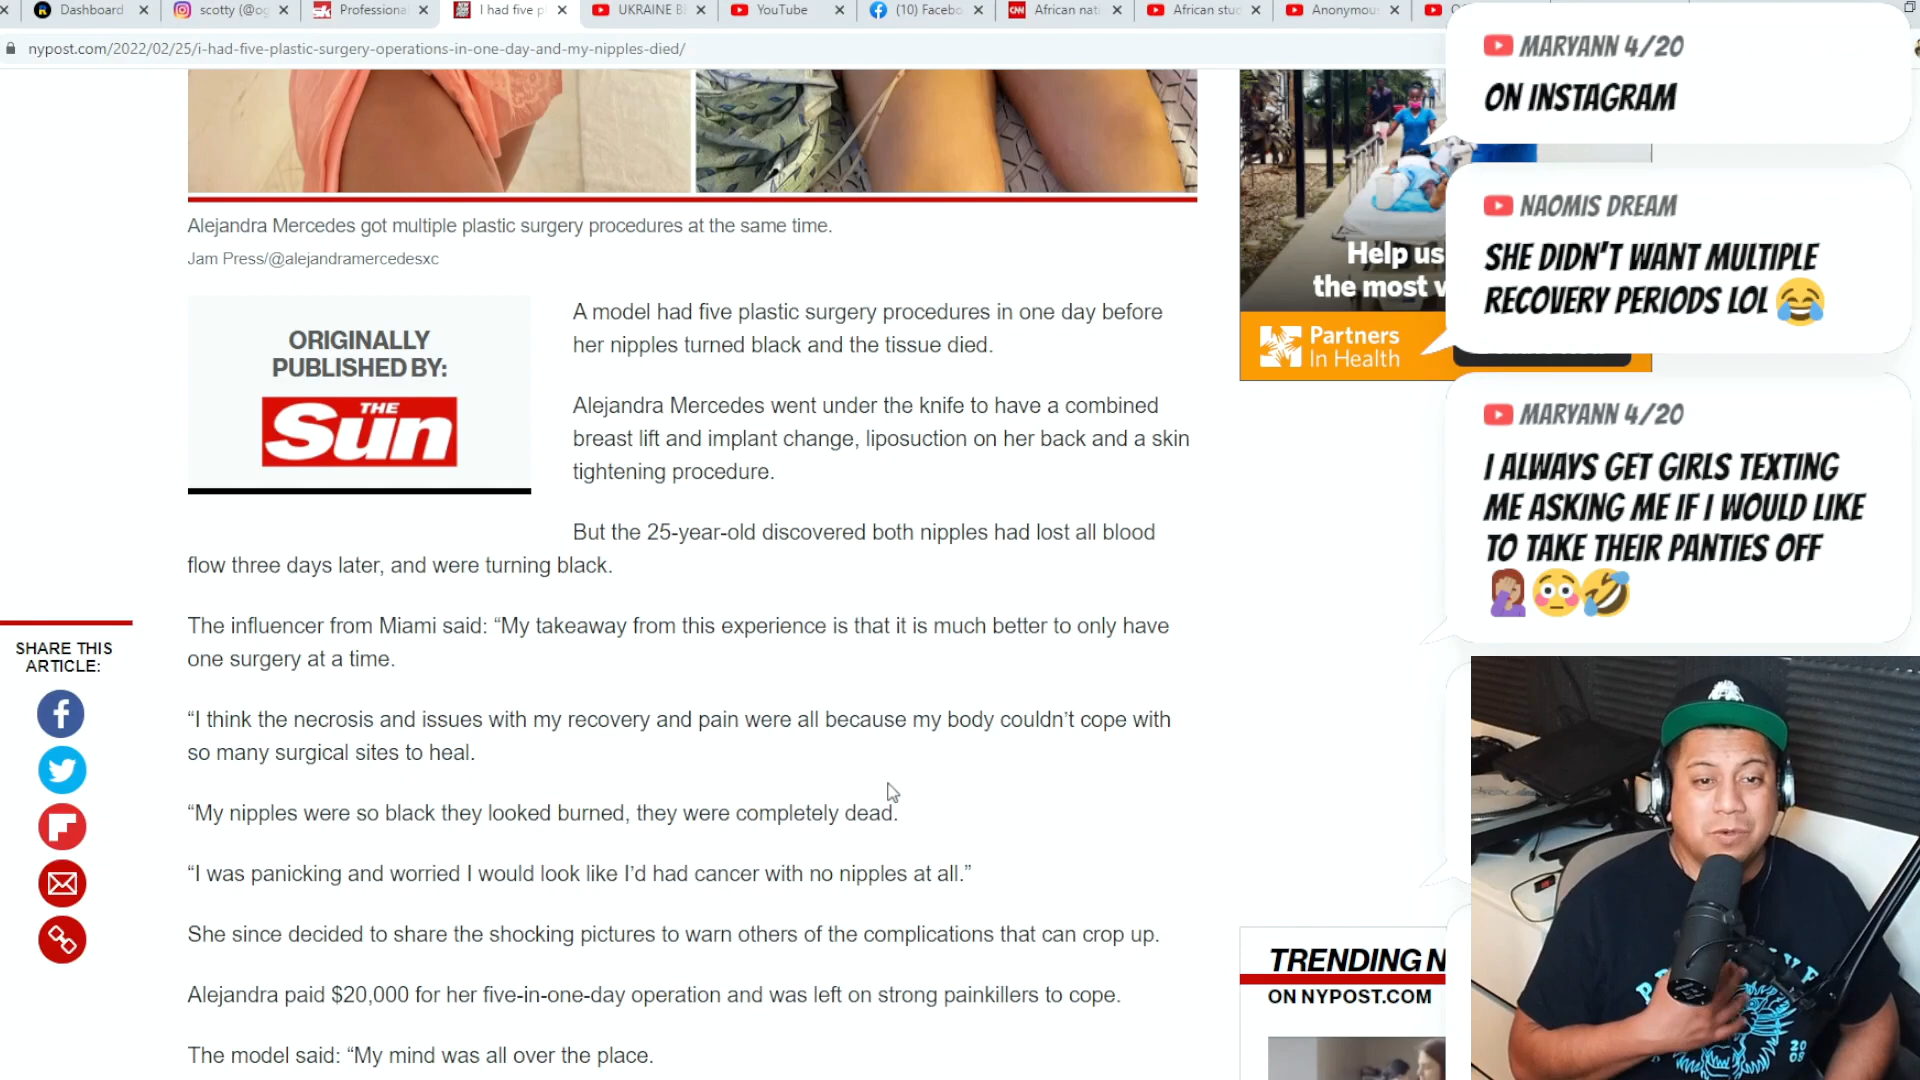 Dashboard
scotty (@og
Professiona
I had five p
UKRAINE B
YouTube
(10) Facebo
African nat
African stu
Anonymou
nypost.com/2022/02/25/i-had-five-plastic-surgery-operations-in-one-day-and-my-nipples-died/
Alejandra Mercedes got multiple plastic surgery procedures at the same time.
Jam Press/@alejandramercedesxc
ORIGINALLY
PUBLISHED BY:
THE
Sun
A model had five plastic surgery procedures in one day before
her nipples turned black and the tissue died.
Alejandra Mercedes went under the knife to have a combined
breast lift and implant change, liposuction on her back and a skin
tightening procedure.
But the 25-year-old discovered both nipples had lost all blood
flow three days later, and were turning black.
The influencer from Miami said: “My takeaway from this experience is that it is much better to only have
one surgery at a time.
“I think the necrosis and issues with my recovery and pain were all because my body couldn’t cope with
so many surgical sites to heal.
“My nipples were so black they looked burned, they were completely dead.
“I was panicking and worried I would look like I’d had cancer with no nipples at all.”
She since decided to share the shocking pictures to warn others of the complications that can crop up.
Alejandra paid $20,000 for her five-in-one-day operation and was left on strong painkillers to cope.
The model said: “My mind was all over the place.
SHARE THIS
ARTICLE:
Help us
the most v
Partners
In Health
TRENDING N
ON NYPOST.COM
MARYANN 4/20
ON INSTAGRAM
NAOMIS DREAM
SHE DIDN'T WANT MULTIPLE
RECOVERY PERIODS LOL 😂
MARYANN 4/20
I ALWAYS GET GIRLS TEXTING
ME ASKING ME IF I WOULD LIKE
TO TAKE THEIR PANTIES OFF
🤦🏽‍♀️😳🤣